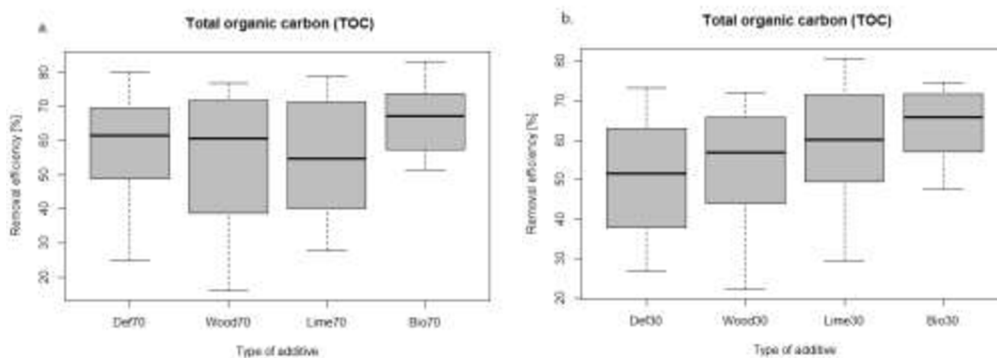 a.
Total organic carbon (TOC)
Removal efficiency [%]
80
70
60
50
40
30
20
Def70 Wood70 Lime70 Bio70
Type of additive
b.
Total organic carbon (TOC)
Removal efficiency [%]
80
70
60
50
40
30
20
Def30 Wood30 Lime30 Bio30
Type of additive